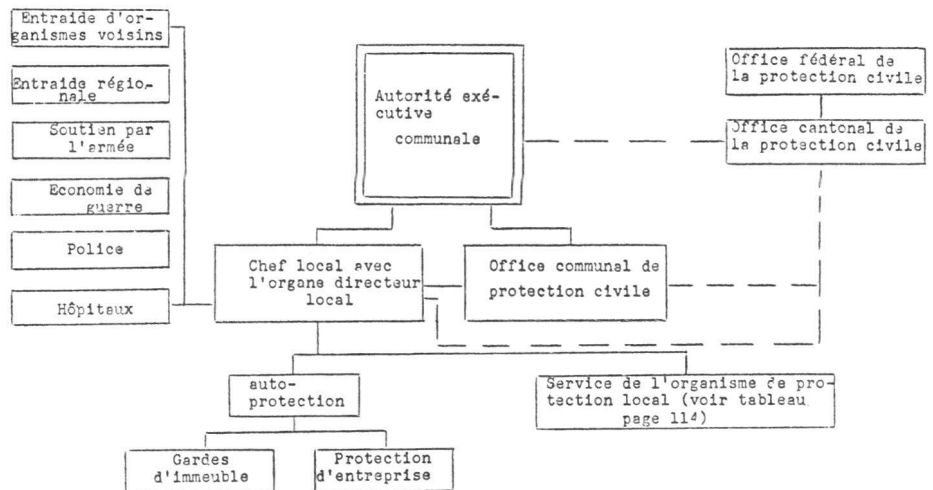 Entraide d'or-
ganismes voisins
Entraide régio-
nale
Soutien par
l'armée
Economie de
guerre
Police
Hôpitaux
Autorité exé-
cutive
communale
Office fédéral de
la protection civile
Office cantonal de
la protection civile
Chef local avec
l'organe directeur
local
Office communal de
protection civile
auto-
protection
Service de l'organisme de pro-
tection local (voir tableau
page 114)
Gardes
d'immeuble
Protection
d'entreprise